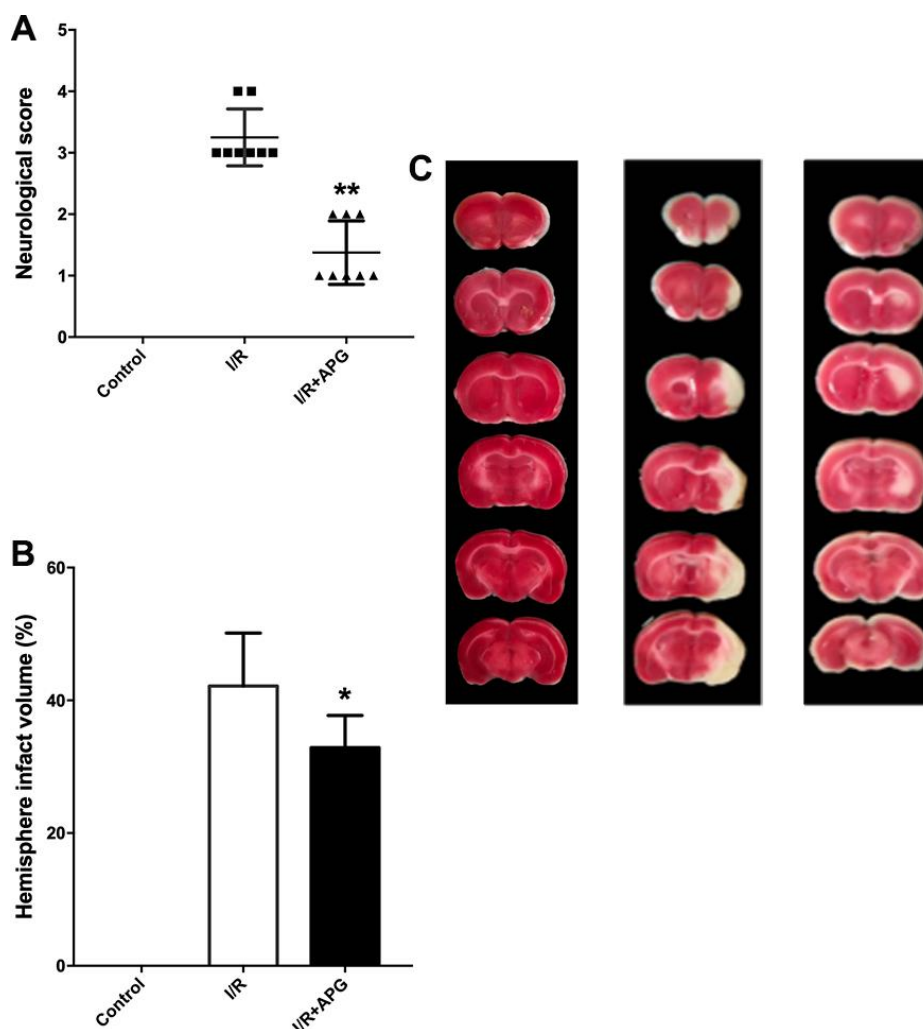 A
Neurological score
5
4
3
2
1
0
**
Control
I/R
I/R+APG
B
Hemisphere infact volume (%)
60
40
20
0
*
Control
I/R
I/R+APG
C